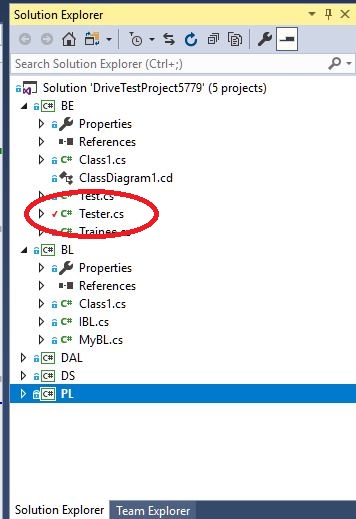 Solution Explorer
Search Solution Explorer (Ctrl+;)
Solution 'DriveTestProject5779' (5 projects)
C# BE
Properties
References
C# Class1.cs
ClassDiagram1.cd
C# Test.cs
C# Tester.cs
C# Trainee.cs
C# BL
Properties
References
C# Class1.cs
C# IBL.cs
C# MyBL.cs
C# DAL
C# DS
C# PL
Solution Explorer Team Explorer